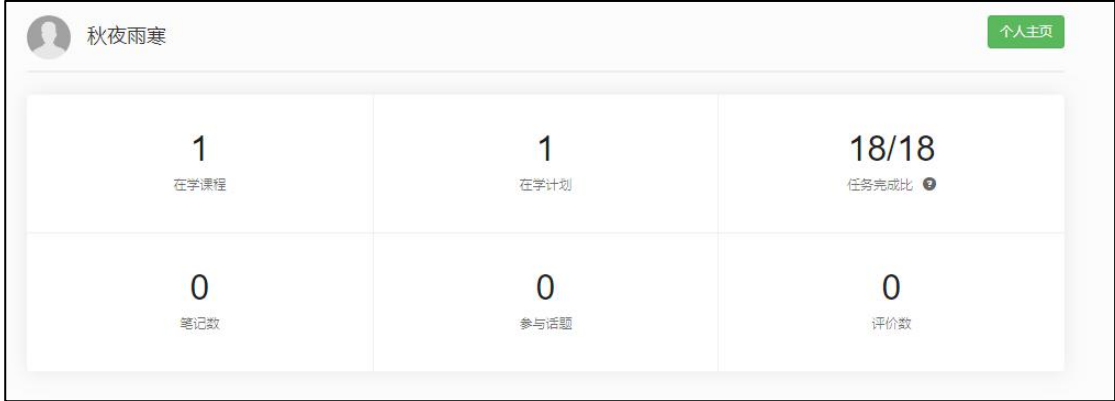 秋夜雨寒
个人主页
1
1
18/18
在学课程
在学计划
任务完成比 ?
0
0
0
笔记数
参与话题
评价数